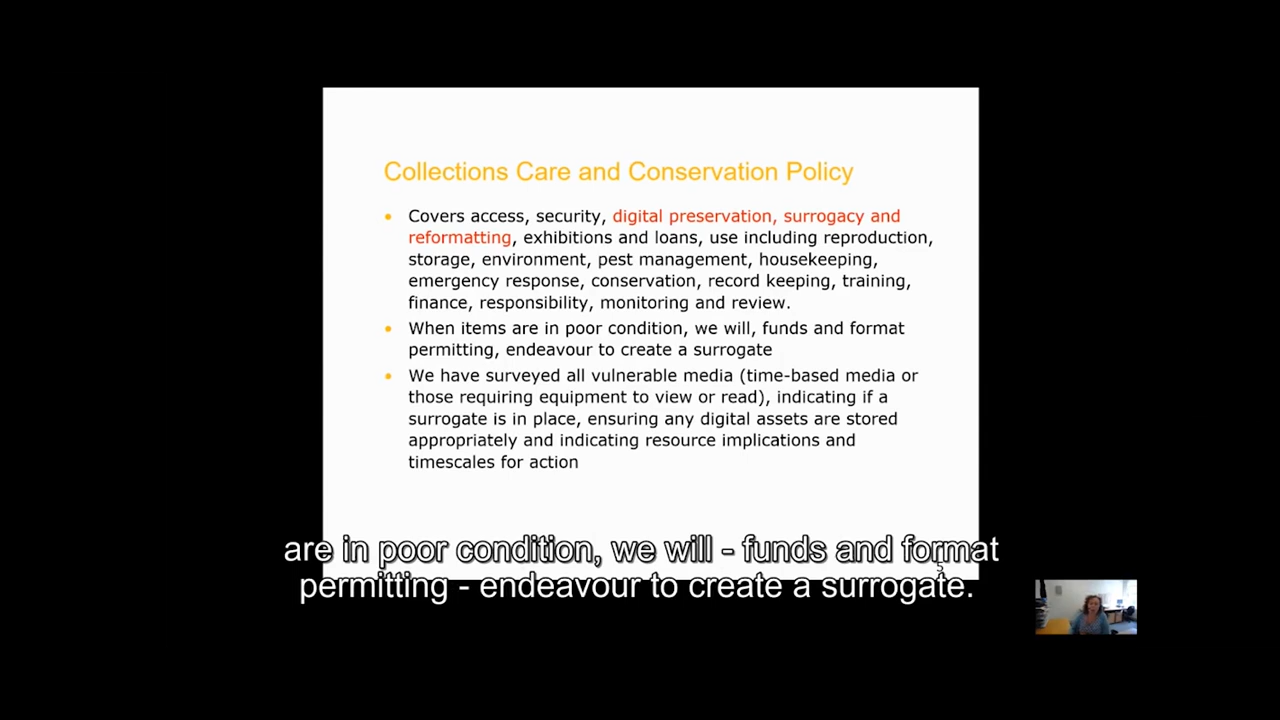 Collections Care and Conservation Policy
• Covers access, security, digital preservation, surrogacy and
reformatting, exhibitions and loans, use including reproduction,
storage, environment, pest management, housekeeping,
emergency response, conservation, record keeping, training,
finance, responsibility, monitoring and review.
• When items are in poor condition, we will, funds and format
permitting, endeavour to create a surrogate
• We have surveyed all vulnerable media (time-based media or
those requiring equipment to view or read), indicating if a
surrogate is in place, ensuring any digital assets are stored
appropriately and indicating resource implications and
timescales for action
are in poor condition, we will - funds and format
permitting - endeavour to create a surrogate.